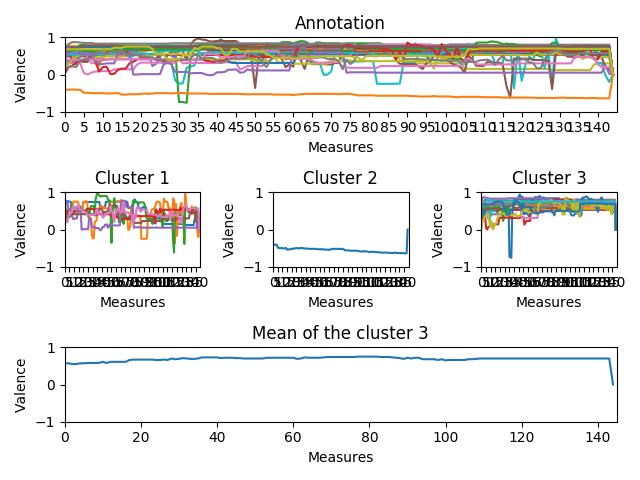 Annotation
Valence
1
0
−1
0 5 10 15 20 25 30 35 40 45 50 55 60 65 70 75 80 85 90 95 100 105 110 115 120 125 130 135 140
Measures
Cluster 1 Cluster 2 Cluster 3
Valence Valence Valence
1 1 1
0 0 0
−1 −1 −1
Measures Measures Measures
Mean of the cluster 3
Valence
1
0
−1
0 20 40 60 80 100 120 140
Measures